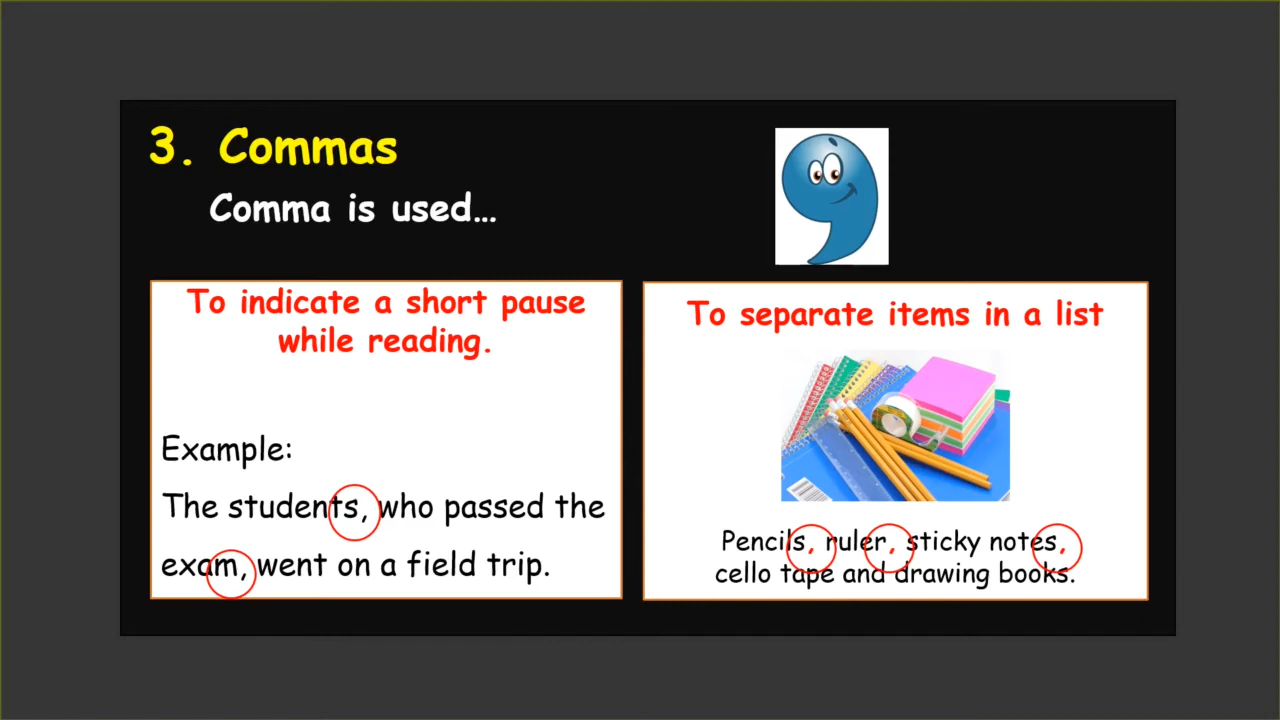 3. Commas
Comma is used...
To indicate a short pause
while reading.
Example:
The students, who passed the
exam, went on a field trip.
To separate items in a list
Pencils, ruler, sticky notes,
cello tape and drawing books.